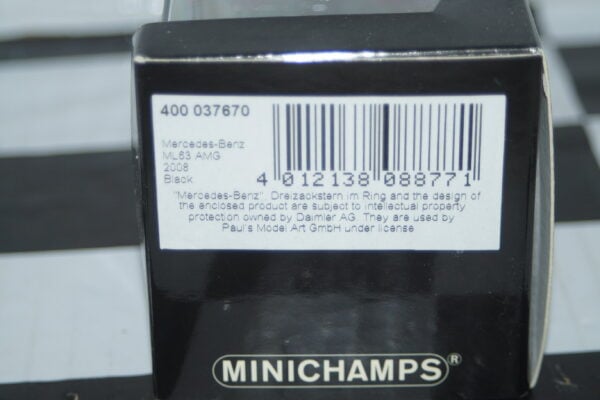 400 037670
Mercedes-Benz
ML63 AMG
2008
Black
4 012138 088771
"Mercedes-Benz", Dreizackstern im Ring and the design of
the enclosed product are subject to intellectual property
protection owned by Daimler AG. They are used by
Paul's Model Art GmbH under license
MINICHAMPS®